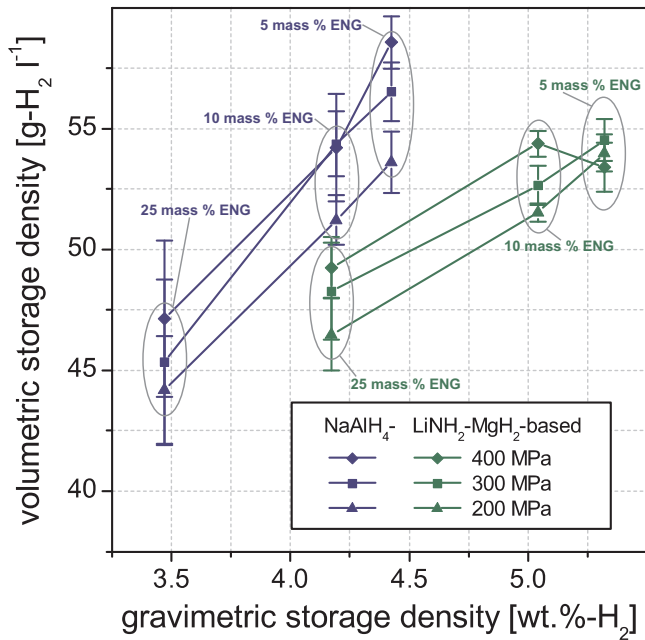 volumetric storage density [g-H₂ l⁻¹]
55
50
45
40
5 mass % ENG
10 mass % ENG
25 mass % ENG
5 mass % ENG
10 mass % ENG
25 mass % ENG
NaAlH₄- LiNH₂-MgH₂-based
400 MPa
300 MPa
200 MPa
3.5 4.0 4.5 5.0
gravimetric storage density [wt.%-H₂]